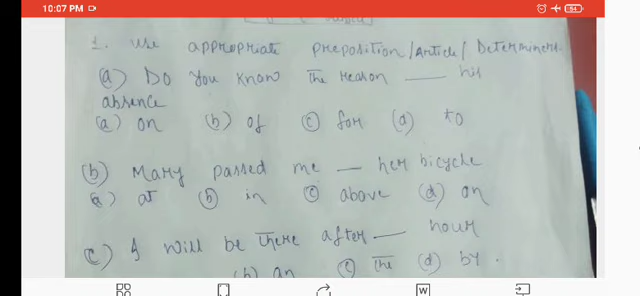 10:07 PM
1. Use appropriate preposition/Article/Determiners
(a) Do You know the reason ____ his
absence
(a) on (b) of (c) for (d) to
(b) Mary passed me __ her bicycle
(a) at (b) in (c) above (d) on
(c) I will be there after ___ hour
(b) an (c) the (d) by.
W